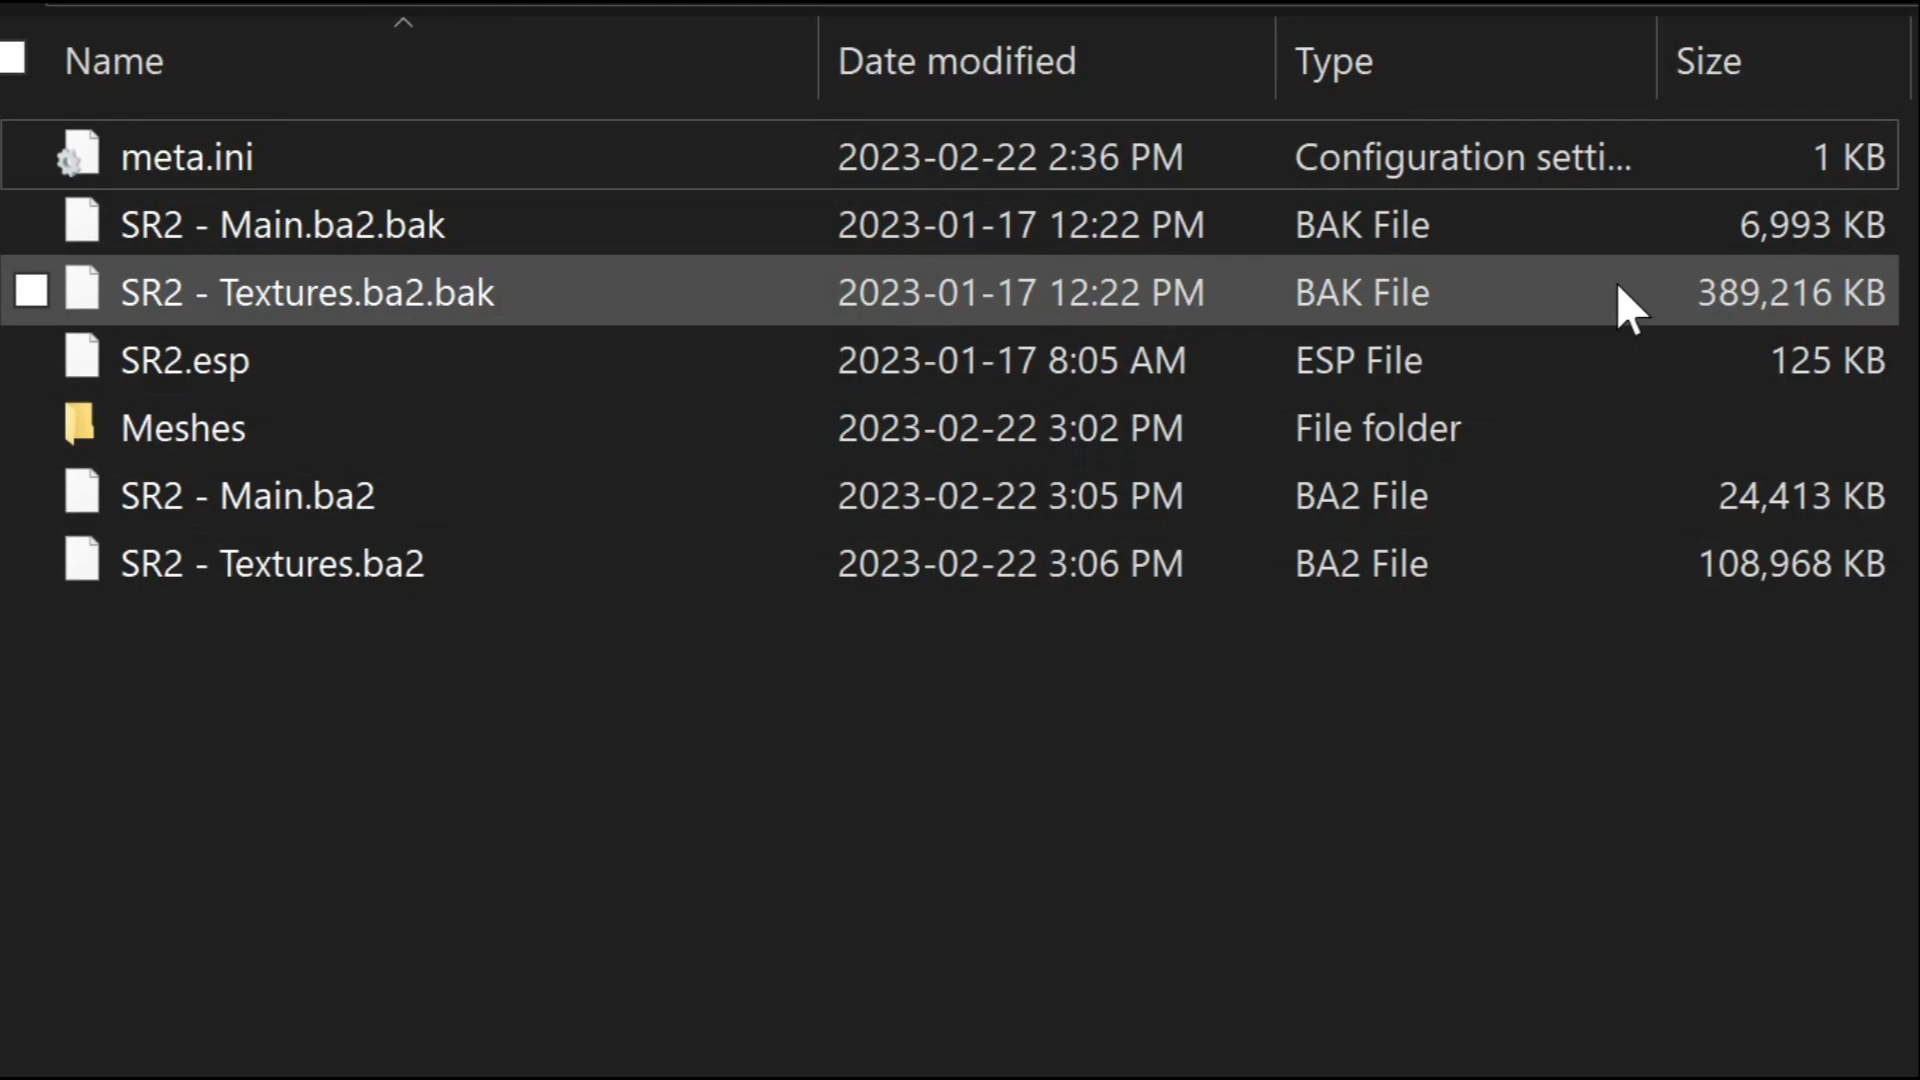 Name Date modified Type Size
meta.ini 2023-02-22 2:36 PM Configuration setti... 1 KB
SR2 - Main.ba2.bak 2023-01-17 12:22 PM BAK File 6,993 KB
SR2 - Textures.ba2.bak 2023-01-17 12:22 PM BAK File 389,216 KB
SR2.esp 2023-01-17 8:05 AM ESP File 125 KB
Meshes 2023-02-22 3:02 PM File folder
SR2 - Main.ba2 2023-02-22 3:05 PM BA2 File 24,413 KB
SR2 - Textures.ba2 2023-02-22 3:06 PM BA2 File 108,968 KB